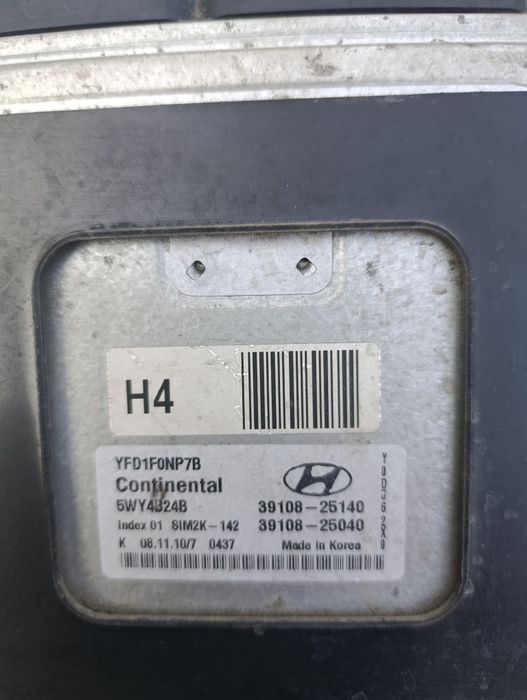 H4
YFD1F0NP7B
Continental
5WY4B24B 39108-25140
Index 01 SIM2K-142 39108-25040
K 08.11.10/7 0437 Made in Korea